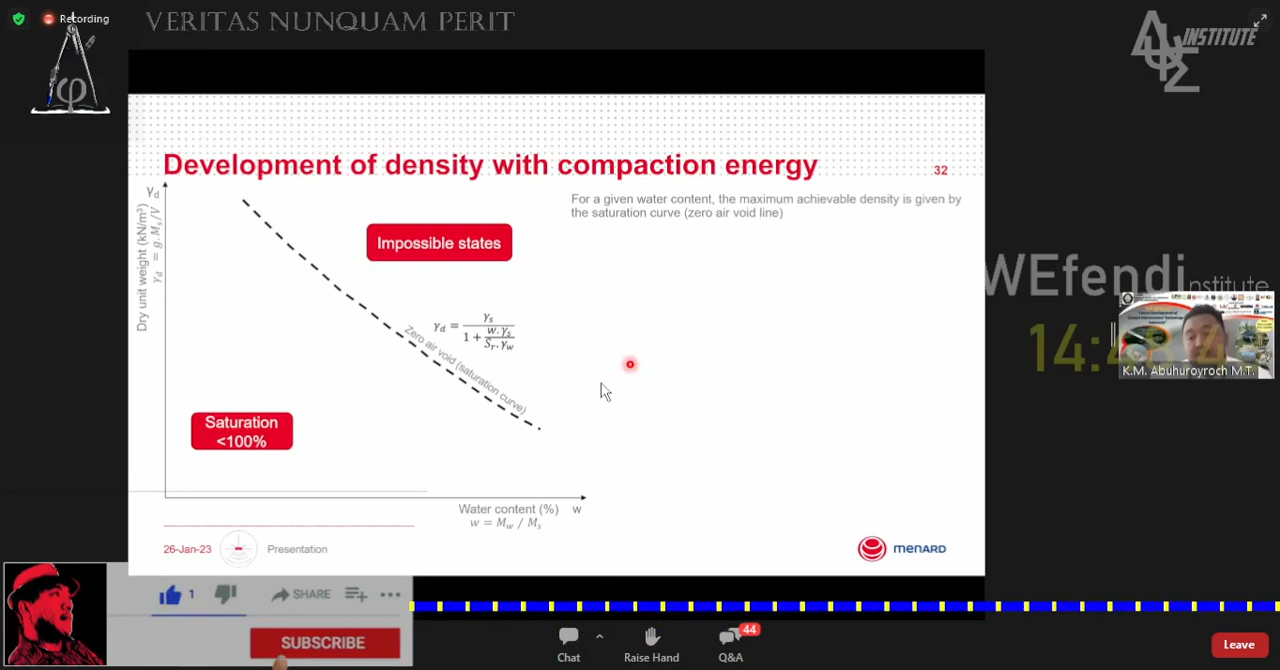 Recording
VERITAS NUNQUAM PERIT
INSTITUTE
Development of density with compaction energy
32
γd
Dry unit weight (kN/m³)
γd = g.Ms/V
For a given water content, the maximum achievable density is given by
the saturation curve (zero air void line)
Impossible states
γd = γs / 1 + w.γs / Sr.γw
Zero air void (saturation curve)
Saturation
<100%
Water content (%) w
w = Mw / Ms
26-Jan-23
Presentation
MENARD
WEfendi
Institute
K.M. Abuhuroyroch M.T.
1
SHARE
SUBSCRIBE
Chat
Raise Hand
Q&A
44
Leave